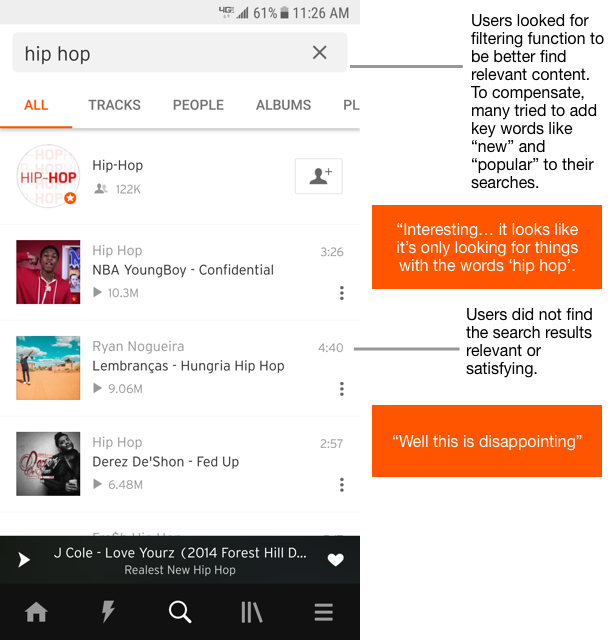 4G LTE 61% 11:26 AM
hip hop
ALL TRACKS PEOPLE ALBUMS PL
HIP-HOP
Hip-Hop
122K
Hip Hop
3:26
NBA YoungBoy - Confidential
10.3M
Ryan Nogueira
4:40
Lembranças - Hungria Hip Hop
9.06M
Hip Hop
2:57
Derez De'Shon - Fed Up
6.48M
J Cole - Love Yourz (2014 Forest Hill D...
Realest New Hip Hop
Users looked for
filtering function to
be better find
relevant content.
To compensate,
many tried to add
key words like
“new” and
“popular” to their
searches.
“Interesting… it looks like
it’s only looking for things
with the words ‘hip hop’.
Users did not find
the search results
relevant or
satisfying.
“Well this is disappointing”